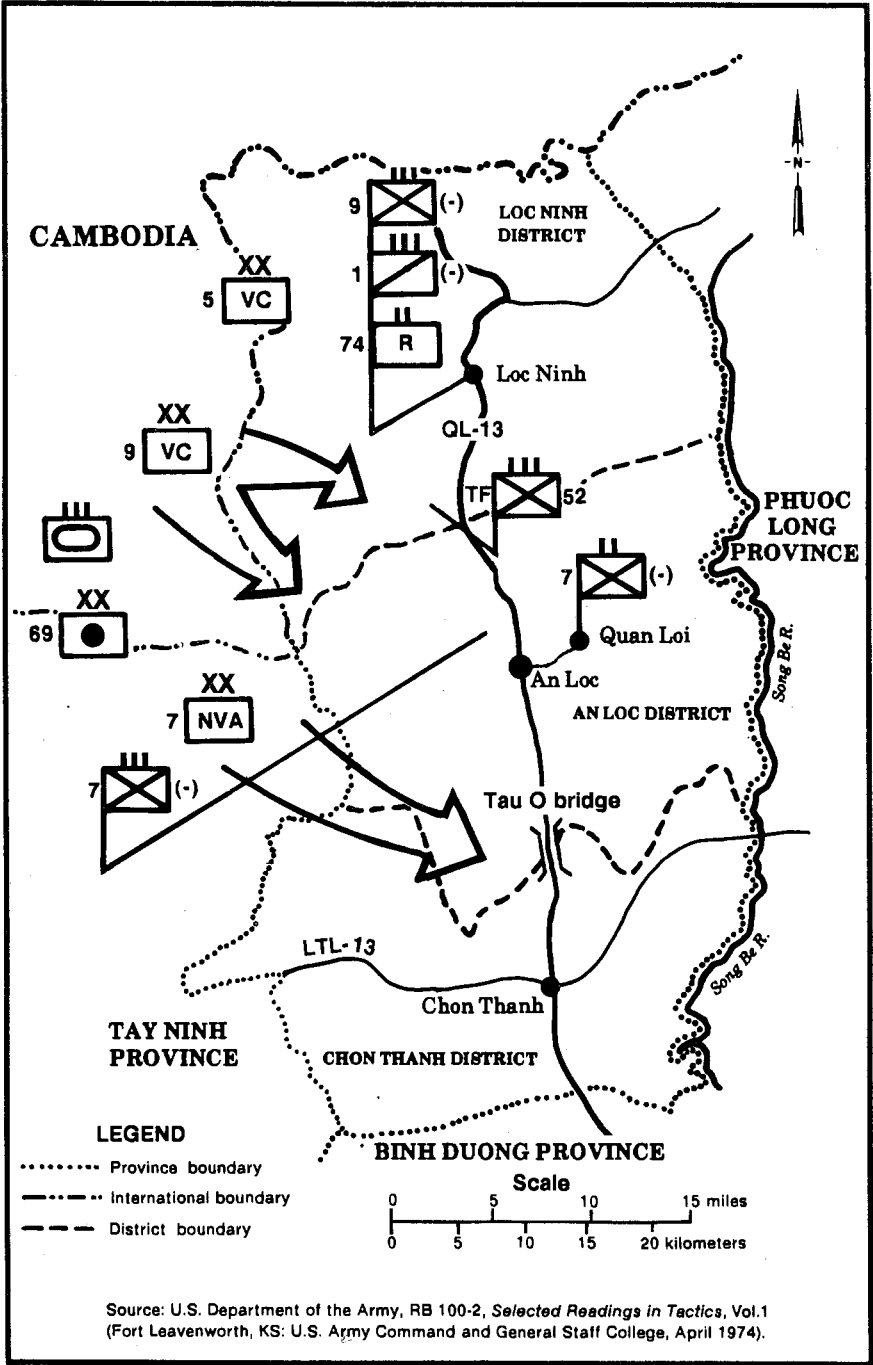 -N-
CAMBODIA
III
9 (-)
LOC NINH
DISTRICT
III
1 (-)
XX
5 VC
II
74 R
Loc Ninh
QL-13
XX
9 VC
III
TF 52
III
PHUOC
LONG
PROVINCE
II
7 (-)
XX
69
Quan Loi
An Loc
Song Be R.
XX
7 NVA
AN LOC DISTRICT
III
7 (-)
Tau O bridge
LTL-13
Song Be R.
Chon Thanh
TAY NINH
PROVINCE
CHON THANH DISTRICT
LEGEND
Province boundary
International boundary
District boundary
BINH DUONG PROVINCE
Scale
0 5 10 15 miles
0 5 10 15 20 kilometers
Source: U.S. Department of the Army, RB 100-2, Selected Readings in Tactics, Vol.1
(Fort Leavenworth, KS: U.S. Army Command and General Staff College, April 1974).